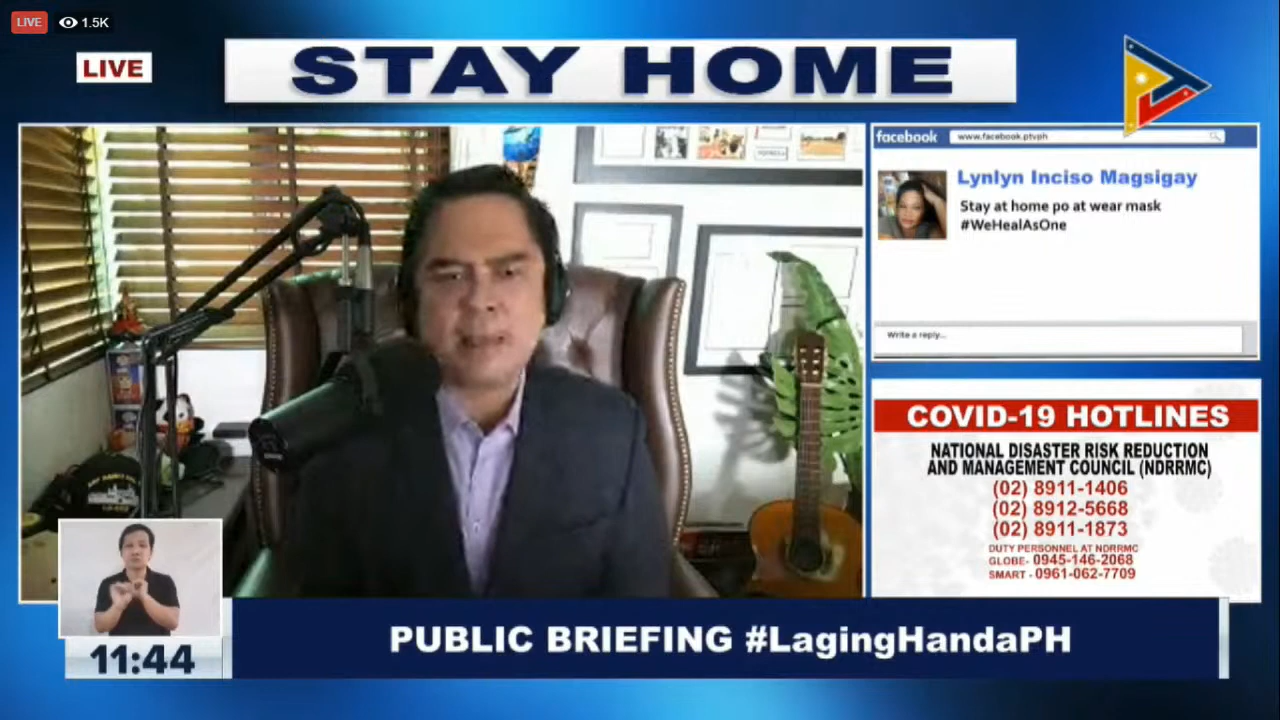 LIVE
1.5K
LIVE
STAY HOME
facebook
www.facebook.ptvph
Lynlyn Inciso Magsigay
Stay at home po at wear mask
#WeHealAsOne
Write a reply...
COVID-19 HOTLINES
NATIONAL DISASTER RISK REDUCTION
AND MANAGEMENT COUNCIL (NDRRMC)
(02) 8911-1406
(02) 8912-5668
(02) 8911-1873
DUTY PERSONNEL AT NDRRMC
GLOBE- 0945-146-2068
SMART - 0961-062-7709
PUBLIC BRIEFING #LagingHandaPH
11:44